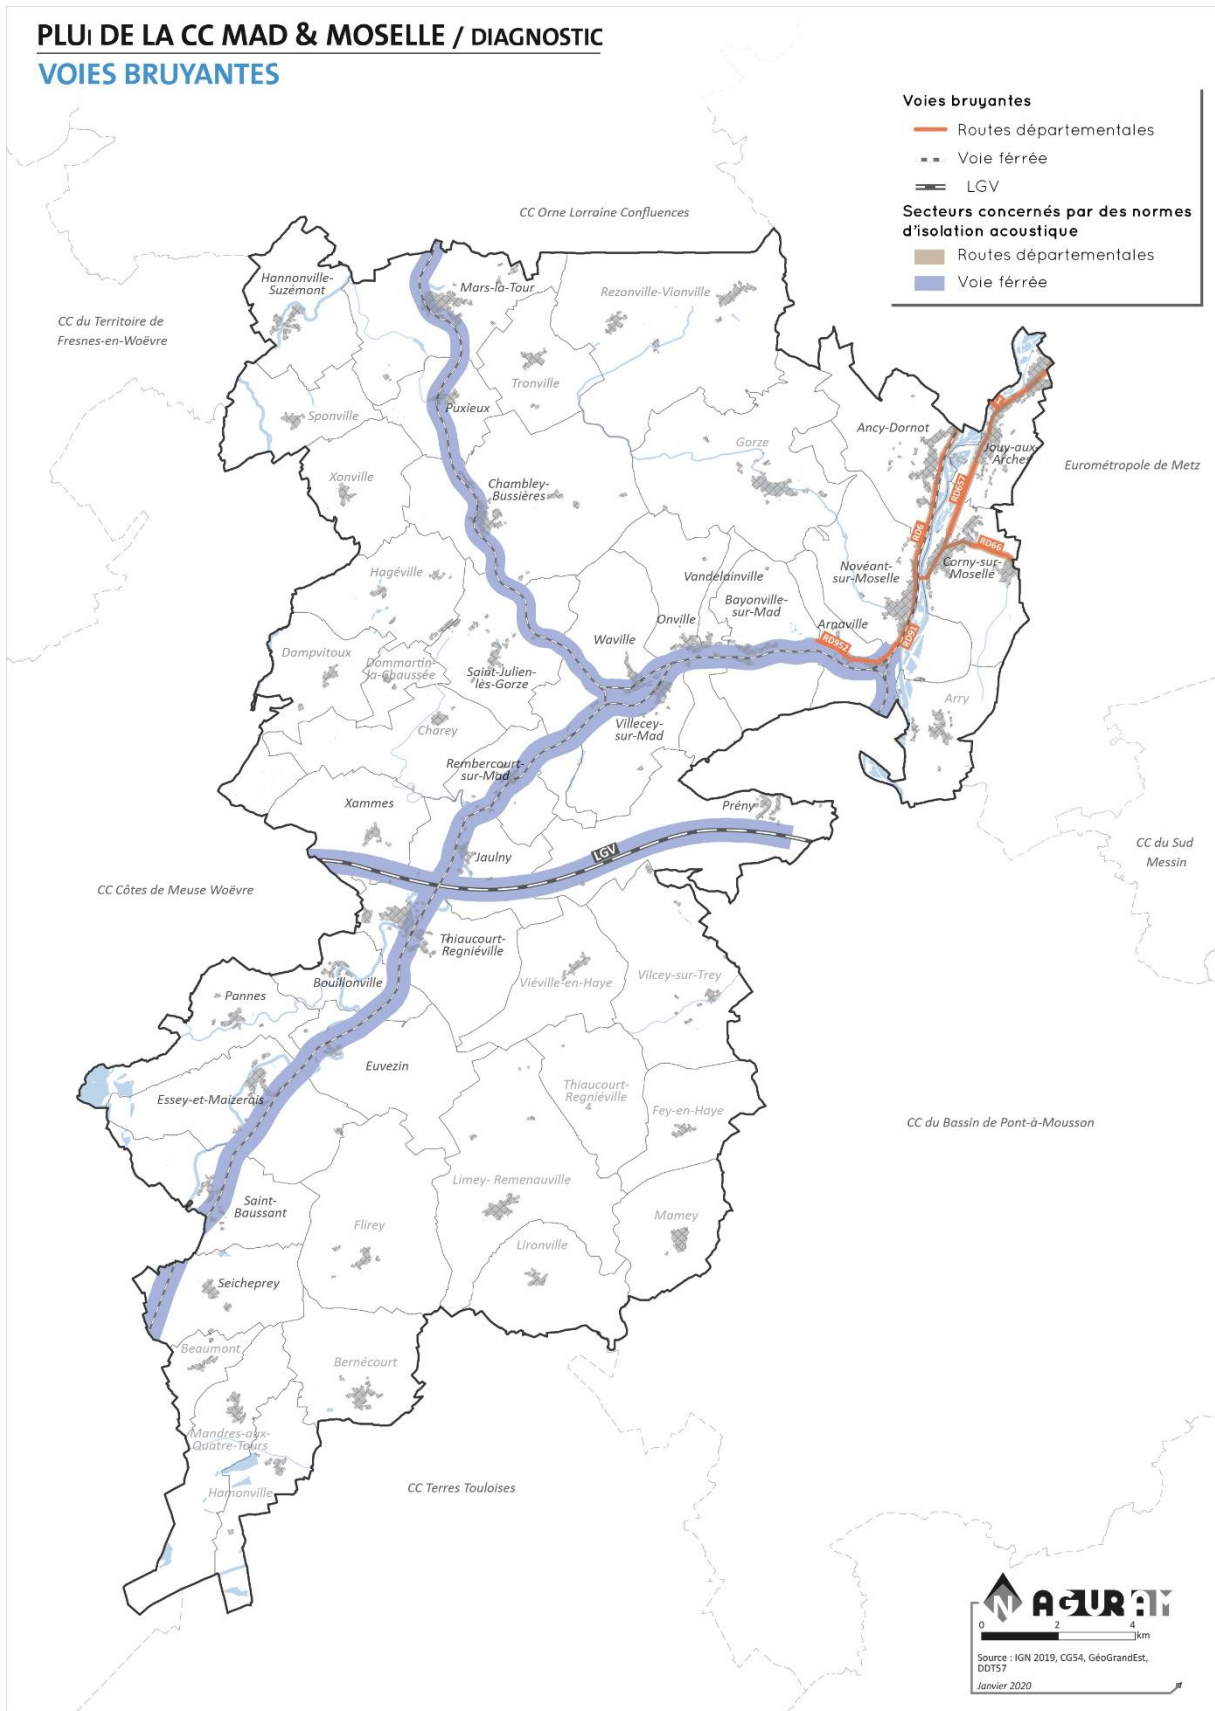 PLUi DE LA CC MAD & MOSELLE / DIAGNOSTIC
VOIES BRUYANTES
Voies bruyantes
Routes départementales
Voie férrée
LGV
Secteurs concernés par des normes
d'isolation acoustique
Routes départementales
Voie férrée
CC Orne Lorraine Confluences
Hannonville-
Suzémont
Mars-la-Tour
Rezonville-Vionville
CC du Territoire de
Fresnes-en-Woëvre
Tronville
Puxieux
Sponville
Ancy-Dornot
Gorze
Jouy-aux-
Arches
Eurométropole de Metz
Xonville
Chambley-
Bussières
RD657
RD6
RD66
Corny-sur-
Moselle
Novéant-
sur-Moselle
Hagéville
Vandelainville
Bayonville-
sur-Mad
Onville
Arnaville
Waville
RD952
RD91
Dampvitoux
Dommartin-
la-Chaussée
Saint-Julien-
lès-Gorze
Arry
Charey
Villecey-
sur-Mad
Rembercourt-
sur-Mad
Xammes
Prény
CC du Sud
Messin
LGV
Jaulny
CC Côtes de Meuse Woëvre
Thiaucourt-
Regniéville
Viéville-en-Haye
Vilcey-sur-Trey
Bouillonville
Pannes
Euvezin
Essey-et-Maizerais
Thiaucourt-
Regniéville
Fey-en-Haye
CC du Bassin de Pont-à-Mousson
Limey- Remenauville
Saint-
Baussant
Flirey
Mamey
Lironville
Seicheprey
Beaumont
Bernécourt
Mandres-aux-
Quatre-Tours
Hamonville
CC Terres Touloises
N AGURAM
0 2 4
km
Source : IGN 2019, CG54, GéoGrandEst,
DDT57
Janvier 2020